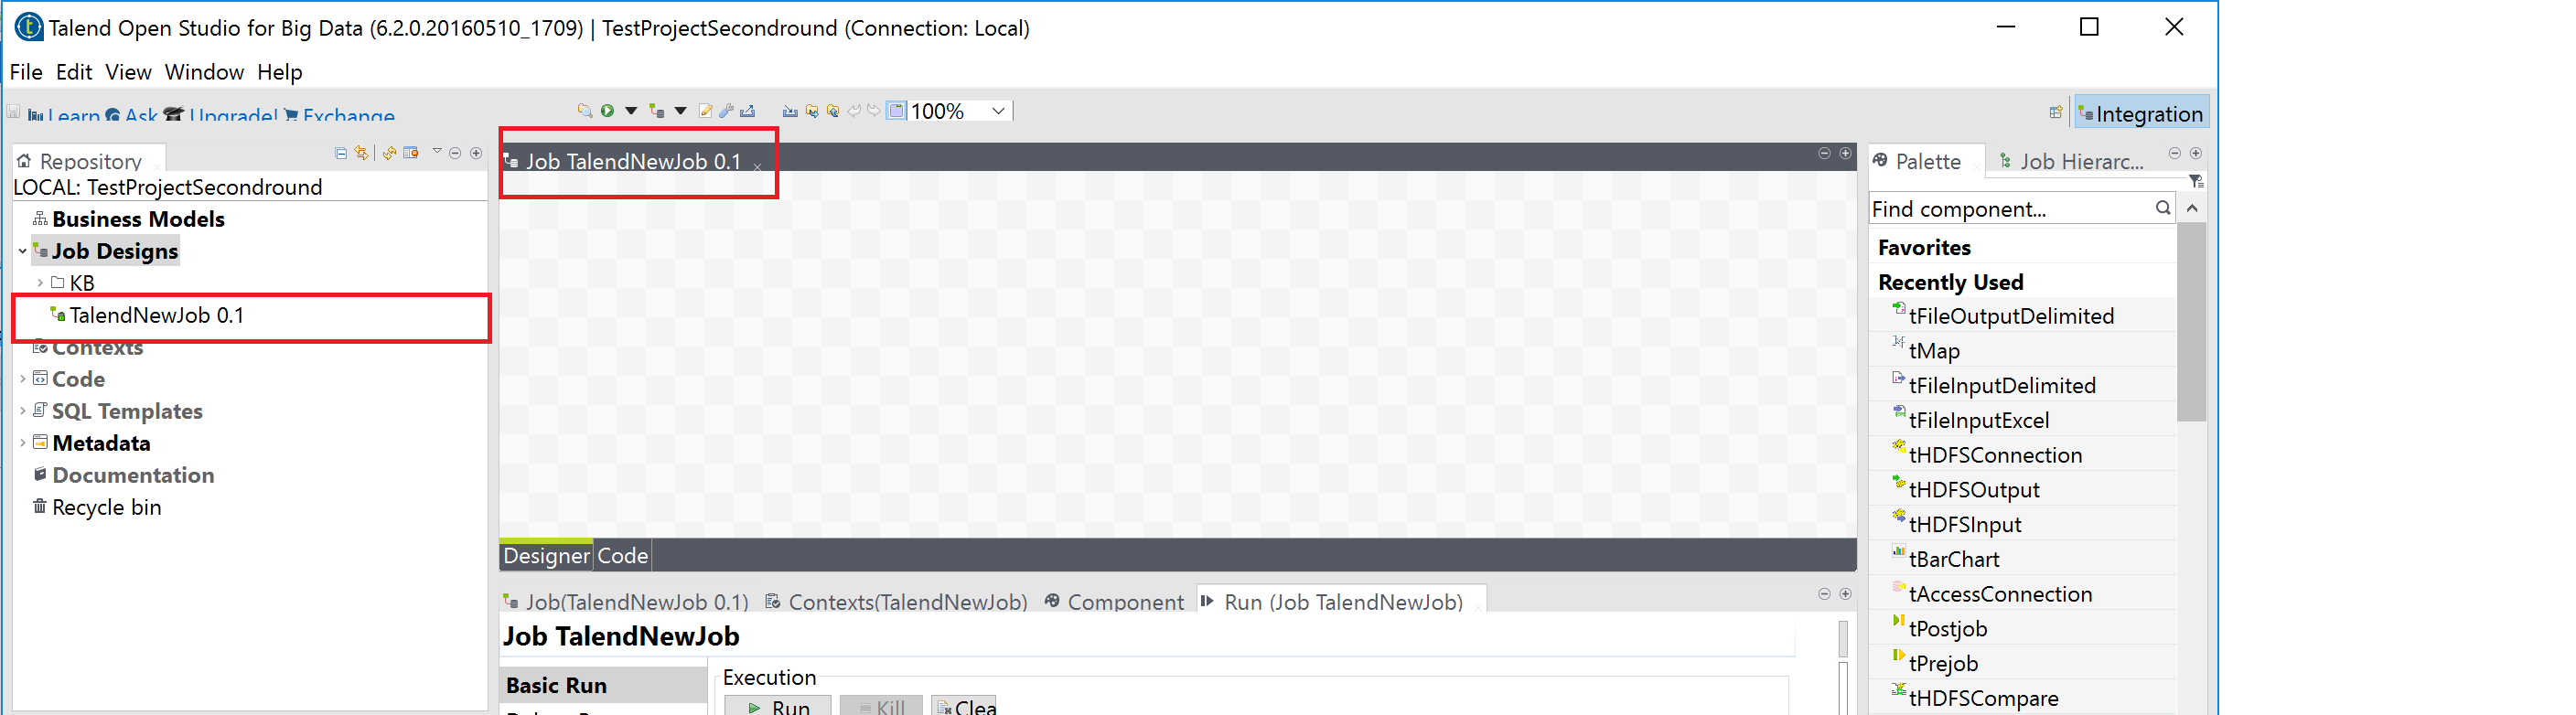 Talend Open Studio for Big Data (6.2.0.20160510_1709) | TestProjectSecondround (Connection: Local)
File Edit View Window Help
Learn Ask Upgrade! Exchange
100%
Integration
Repository
LOCAL: TestProjectSecondround
Business Models
Job Designs
KB
TalendNewJob 0.1
Contexts
Code
SQL Templates
Metadata
Documentation
Recycle bin
Job TalendNewJob 0.1
Designer Code
Job(TalendNewJob 0.1) Contexts(TalendNewJob) Component Run (Job TalendNewJob)
Job TalendNewJob
Basic Run
Execution
Run Kill Clea
Palette Job Hierarc...
Find component...
Favorites
Recently Used
tFileOutputDelimited
tMap
tFileInputDelimited
tFileInputExcel
tHDFSConnection
tHDFSOutput
tHDFSInput
tBarChart
tAccessConnection
tPostjob
tPrejob
tHDFSCompare